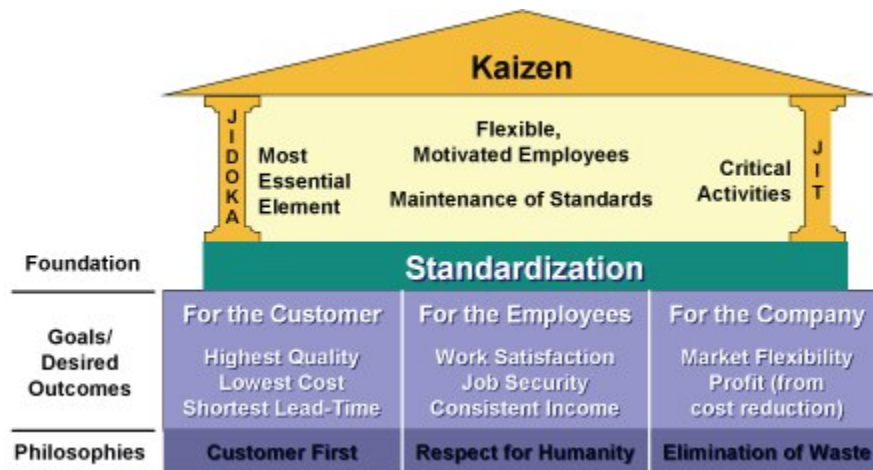 Kaizen
JIDOKA
Most
Essential
Element
Flexible,
Motivated Employees
Maintenance of Standards
Critical
Activities
JIT
Foundation
Standardization
Goals/
Desired
Outcomes
For the Customer
Highest Quality
Lowest Cost
Shortest Lead-Time
For the Employees
Work Satisfaction
Job Security
Consistent Income
For the Company
Market Flexibility
Profit (from
cost reduction)
Philosophies
Customer First
Respect for Humanity
Elimination of Waste